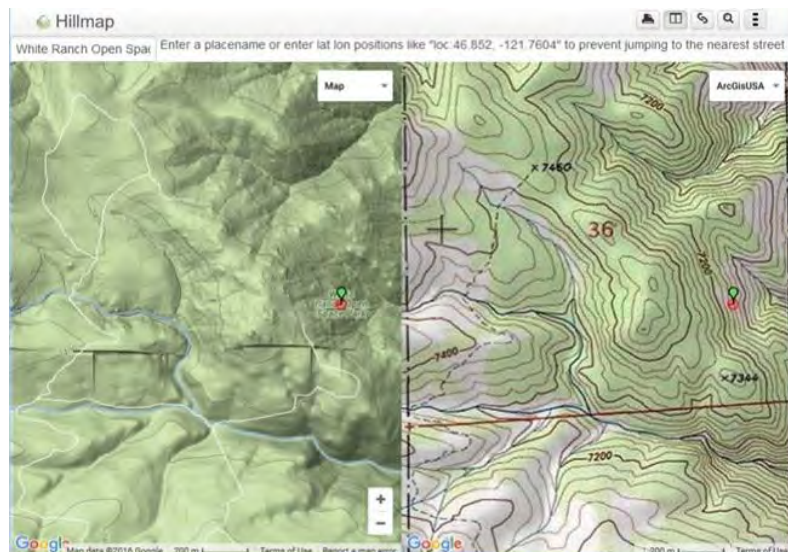 Hillmap
White Ranch Open Spac
Enter a placename or enter lat lon positions like "loc:46.852, -121.7604" to prevent jumping to the nearest street
Map
ArcGisUSA
7200
x 7460
36
7200
7400
x7344
7200
+
−
Google
Map data ©2016 Google
200 m
Terms of Use
Report a map error
Google
Terms of Use